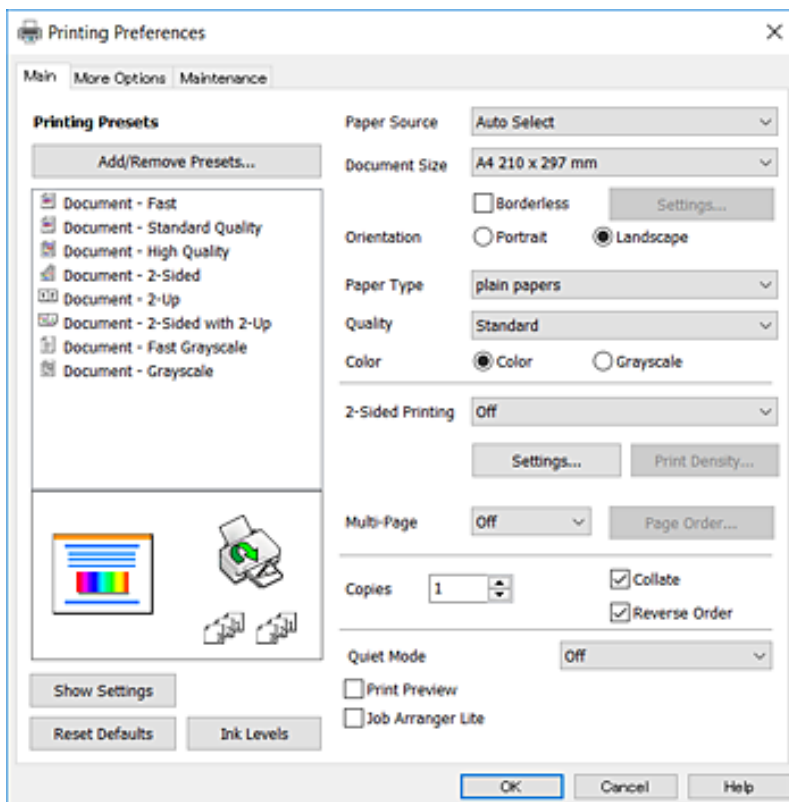 Printing Preferences
Main More Options Maintenance
Printing Presets
Add/Remove Presets...
Document - Fast
Document - Standard Quality
Document - High Quality
Document - 2-Sided
Document - 2-Up
Document - 2-Sided with 2-Up
Document - Fast Grayscale
Document - Grayscale
Show Settings
Reset Defaults Ink Levels
Paper Source Auto Select
Document Size A4 210 x 297 mm
Borderless Settings...
Orientation Portrait Landscape
Paper Type plain papers
Quality Standard
Color Color Grayscale
2-Sided Printing Off
Settings... Print Density...
Multi-Page Off Page Order...
Copies 1 Collate
Reverse Order
Quiet Mode Off
Print Preview
Job Arranger Lite
OK Cancel Help